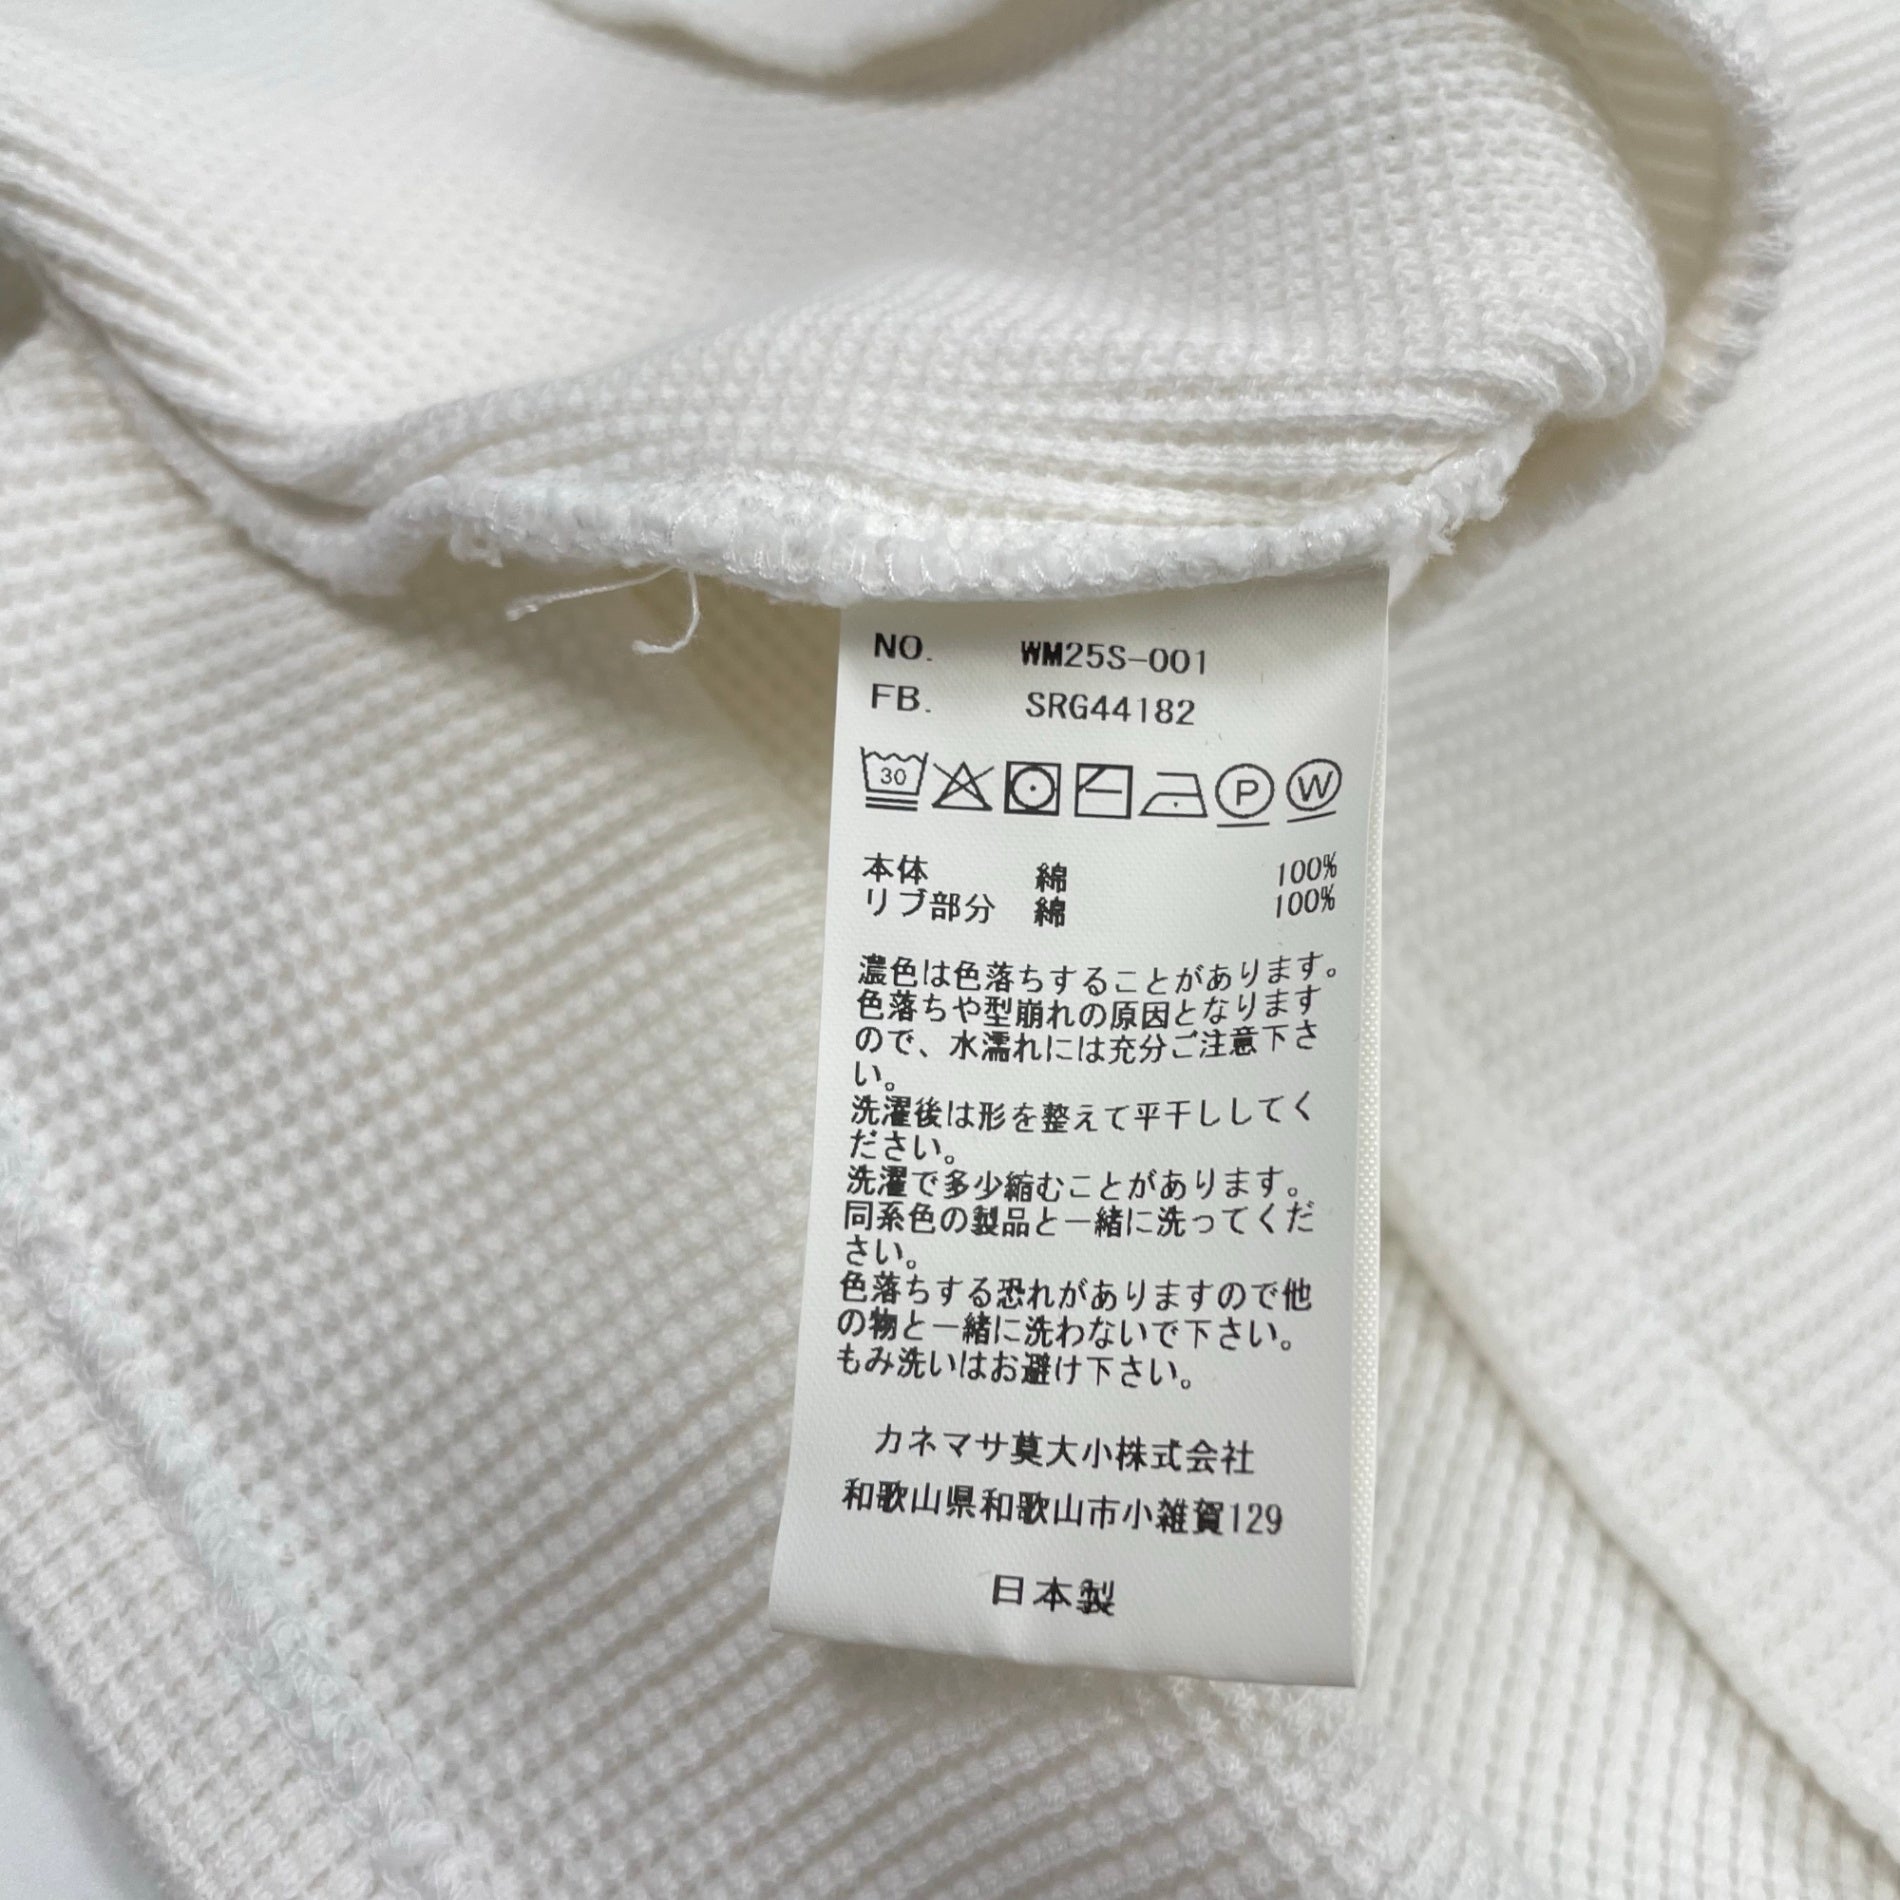 NO. WM25S-001
FB. SRG44182
30 P W
本体 綿 100%
リブ部分 綿 100%
濃色は色落ちすることがあります。
色落ちや型崩れの原因となります
ので、水濡れには充分ご注意下さ
い。
洗濯後は形を整えて平干ししてく
ださい。
洗濯で多少縮むことがあります。
同系色の製品と一緒に洗ってくだ
さい。
色落ちする恐れがありますので他
の物と一緒に洗わないで下さい。
もみ洗いはお避け下さい。
カネマサ莫大小株式会社
和歌山県和歌山市小雑賀129
日本製